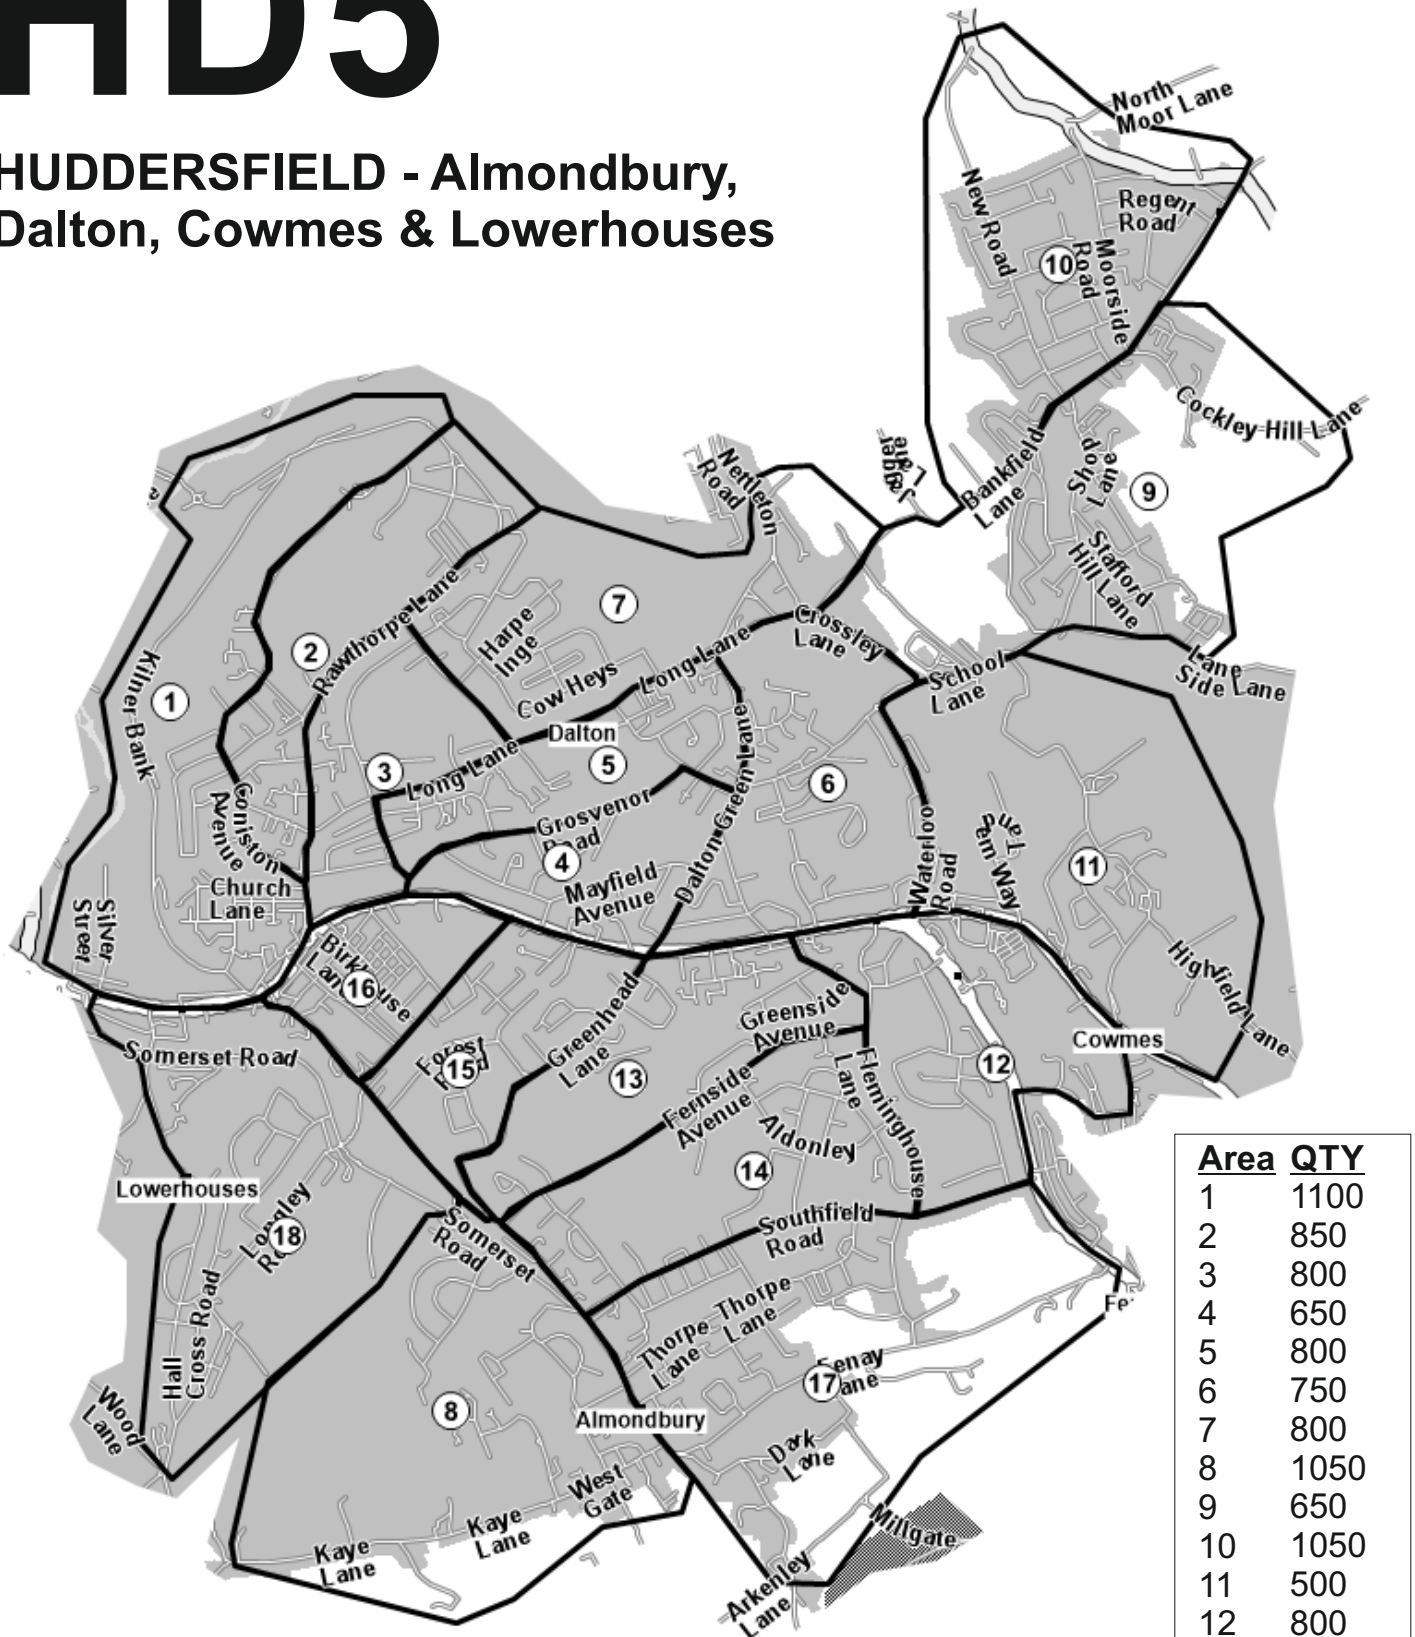 HD5
HUDDERSFIELD - Almondbury,
Dalton, Cowmes & Lowerhouses
North
Moor Lane
New Road
Regent
Road
10
Moorside
Road
Cockley Hill Lane
Jagger
Lane
Bankfield
Lane
Shop
Lane
9
Nettleton
Road
Stafford
Hill Lane
7
Rawthorpe Lane
Harpe
Inge
2
Crossley
Lane
Long Lane
Cow Heys
School
Lane
Lane
Side Lane
Kilner Bank
1
Dalton
3
Long Lane
5
Dalton Green Lane
6
Grosvenor
Road
4
Coniston
Avenue
Church
Lane
Mayfield
Avenue
Waterloo
Road
11
Silver
Street
Birkhouse
Lane
16
Highfield Lane
Greenside
Avenue
Greenhead
Lane
Somerset Road
Forest
Road
15
13
Cowmes
12
Fernside
Avenue
Fleminghouse
Lane
Aldonley
14
Lowerhouses
Longley
Road
18
Southfield
Road
Somerset
Road
Hall
Cross Road
Thorpe
Lane
Thorpe
Lane
Fenay
Lane
17
Wood
Lane
8
Almondbury
Dark
Lane
West
Gate
Kaye
Lane
Kaye
Lane
Millgate
Arkenley
Lane
Area QTY
1 1100
2 850
3 800
4 650
5 800
6 750
7 800
8 1050
9 650
10 1050
11 500
12 800